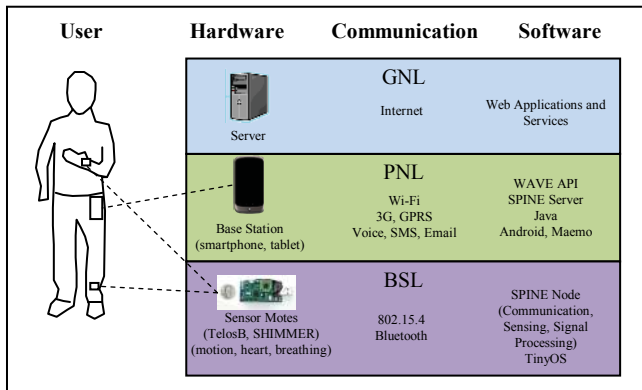 User
Hardware
Communication
Software
GNL
Server
Internet
Web Applications and
Services
PNL
Base Station
(smartphone, tablet)
Wi-Fi
3G, GPRS
Voice, SMS, Email
WAVE API
SPINE Server
Java
Android, Maemo
BSL
Sensor Motes
(TelosB, SHIMMER)
(motion, heart, breathing)
802.15.4
Bluetooth
SPINE Node
(Communication,
Sensing, Signal
Processing)
TinyOS